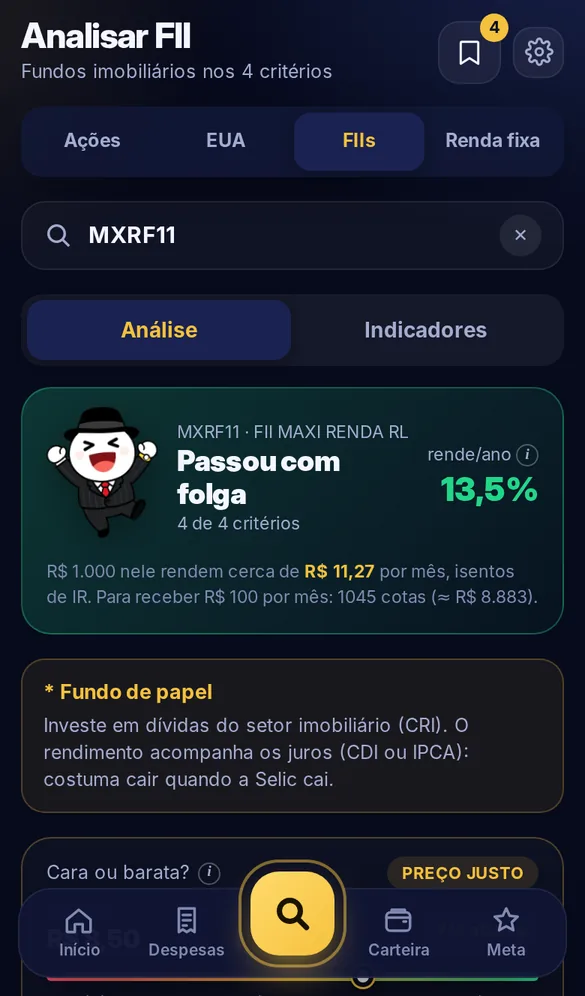 Analisar FII
4
Fundos imobiliários nos 4 critérios
Ações
EUA
FIIs
Renda fixa
MXRF11
Análise
Indicadores
MXRF11 · FII MAXI RENDA RL
Passou com
folga
4 de 4 critérios
rende/ano i
13,5%
R$ 1.000 nele rendem cerca de R$ 11,27 por mês, isentos
de IR. Para receber R$ 100 por mês: 1045 cotas (≈ R$ 8.883).
* Fundo de papel
Investe em dívidas do setor imobiliário (CRI). O
rendimento acompanha os juros (CDI ou IPCA):
costuma cair quando a Selic cai.
Cara ou barata? i
PREÇO JUSTO
Início
Despesas
Carteira
Meta